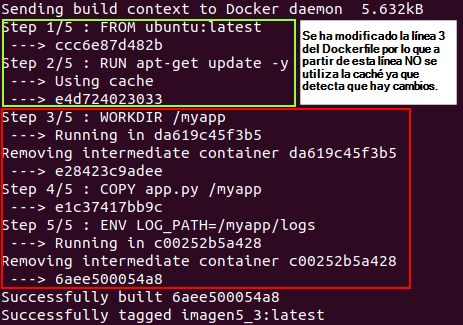 Sending build context to Docker daemon  5.632kB
Step 1/5 : FROM ubuntu:latest
 ---> ccc6e87d482b
Step 2/5 : RUN apt-get update -y
 ---> Using cache
 ---> e4d724023033
Se ha modificado la línea 3
del Dockerfile por lo que a
partir de esta línea NO se
utiliza la caché ya que
detecta que hay cambios.
Step 3/5 : WORKDIR /myapp
 ---> Running in da619c45f3b5
Removing intermediate container da619c45f3b5
 ---> e28423c9adee
Step 4/5 : COPY app.py /myapp
 ---> e1c37417bb9c
Step 5/5 : ENV LOG_PATH=/myapp/logs
 ---> Running in c00252b5a428
Removing intermediate container c00252b5a428
 ---> 6aee500054a8
Successfully built 6aee500054a8
Successfully tagged imagen5_3:latest